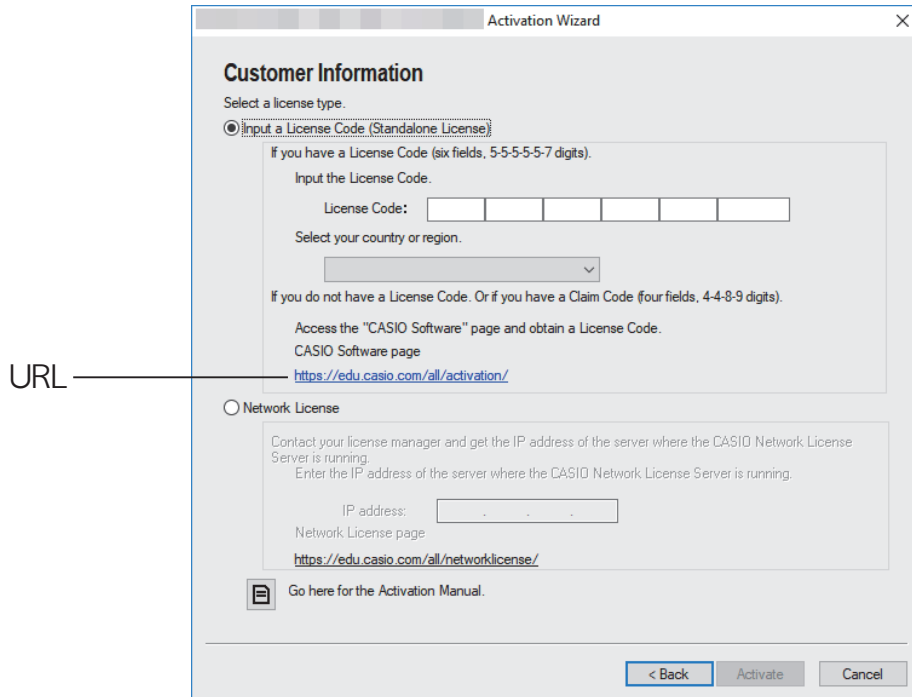 Activation Wizard
Customer Information
Select a license type.
Input a License Code (Standalone License)
If you have a License Code (six fields, 5-5-5-5-5-7 digits).
Input the License Code.
License Code:
Select your country or region.
If you do not have a License Code. Or if you have a Claim Code (four fields, 4-4-8-9 digits).
Access the "CASIO Software" page and obtain a License Code.
CASIO Software page
URL
https://edu.casio.com/all/activation/
Network License
Contact your license manager and get the IP address of the server where the CASIO Network License
Server is running.
Enter the IP address of the server where the CASIO Network License Server is running.
IP address: . . .
Network License page
https://edu.casio.com/all/networklicense/
Go here for the Activation Manual.
< Back Activate Cancel